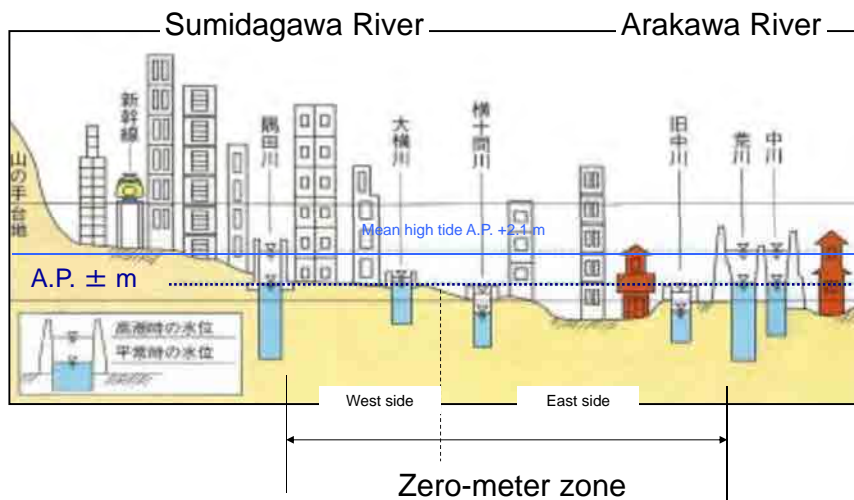 Sumidagawa River
Arakawa River
山の手台地
新幹線
隅田川
大横川
横十間川
旧中川
荒川
中川
Mean high tide A.P. +2.1 m
A.P. ± m
高潮時の水位
平常時の水位
West side
East side
Zero-meter zone